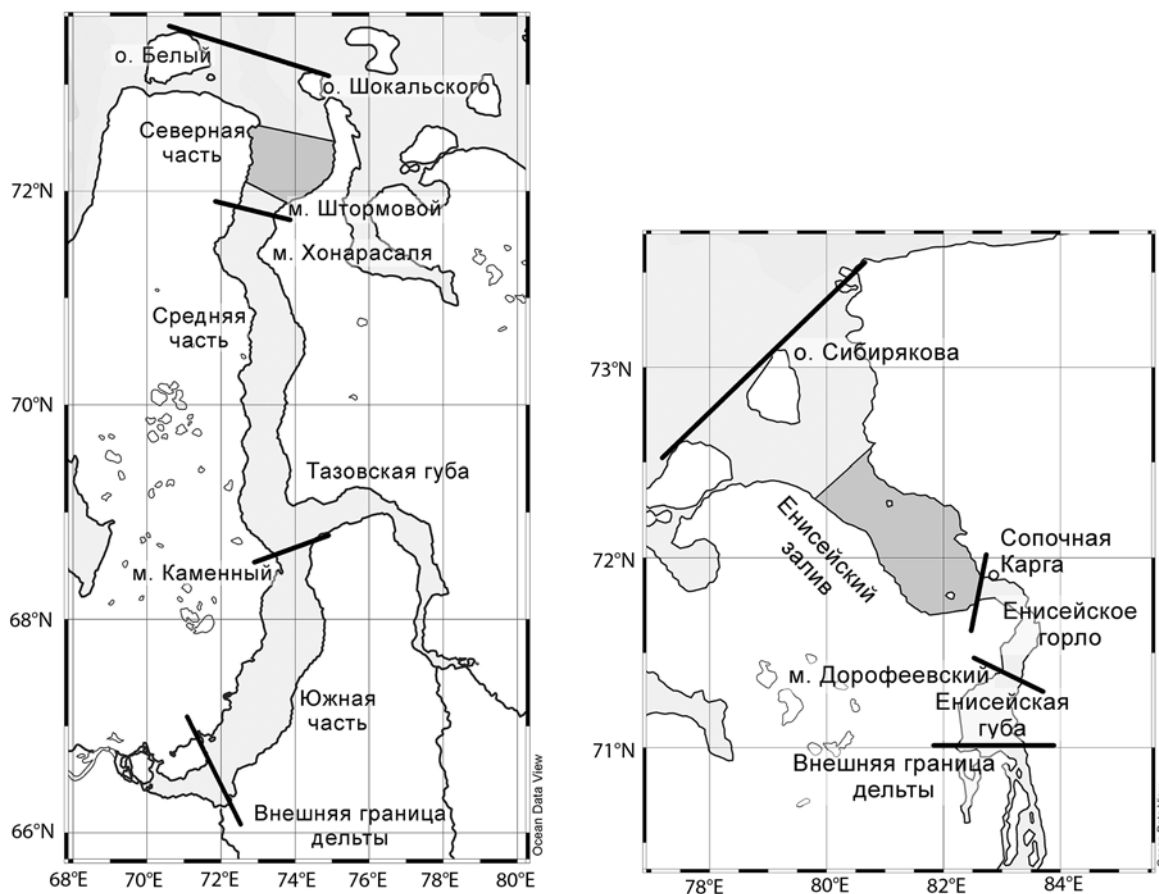 о. Белый
о. Шокальского
Северная
часть
72°N
м. Штормовой
м. Хонарасаля
Средняя
часть
70°N
Тазовская губа
м. Каменный
68°N
Южная
часть
Внешняя граница
дельты
66°N
Ocean Data View
68°E 70°E 72°E 74°E 76°E 78°E 80°E
о. Сибирякова
73°N
Енисейский
залив
72°N
Сопочная
Карга
Енисейское
горло
м. Дорофеевский
Енисейская
губа
71°N
Внешняя граница
дельты
78°E 80°E 82°E 84°E